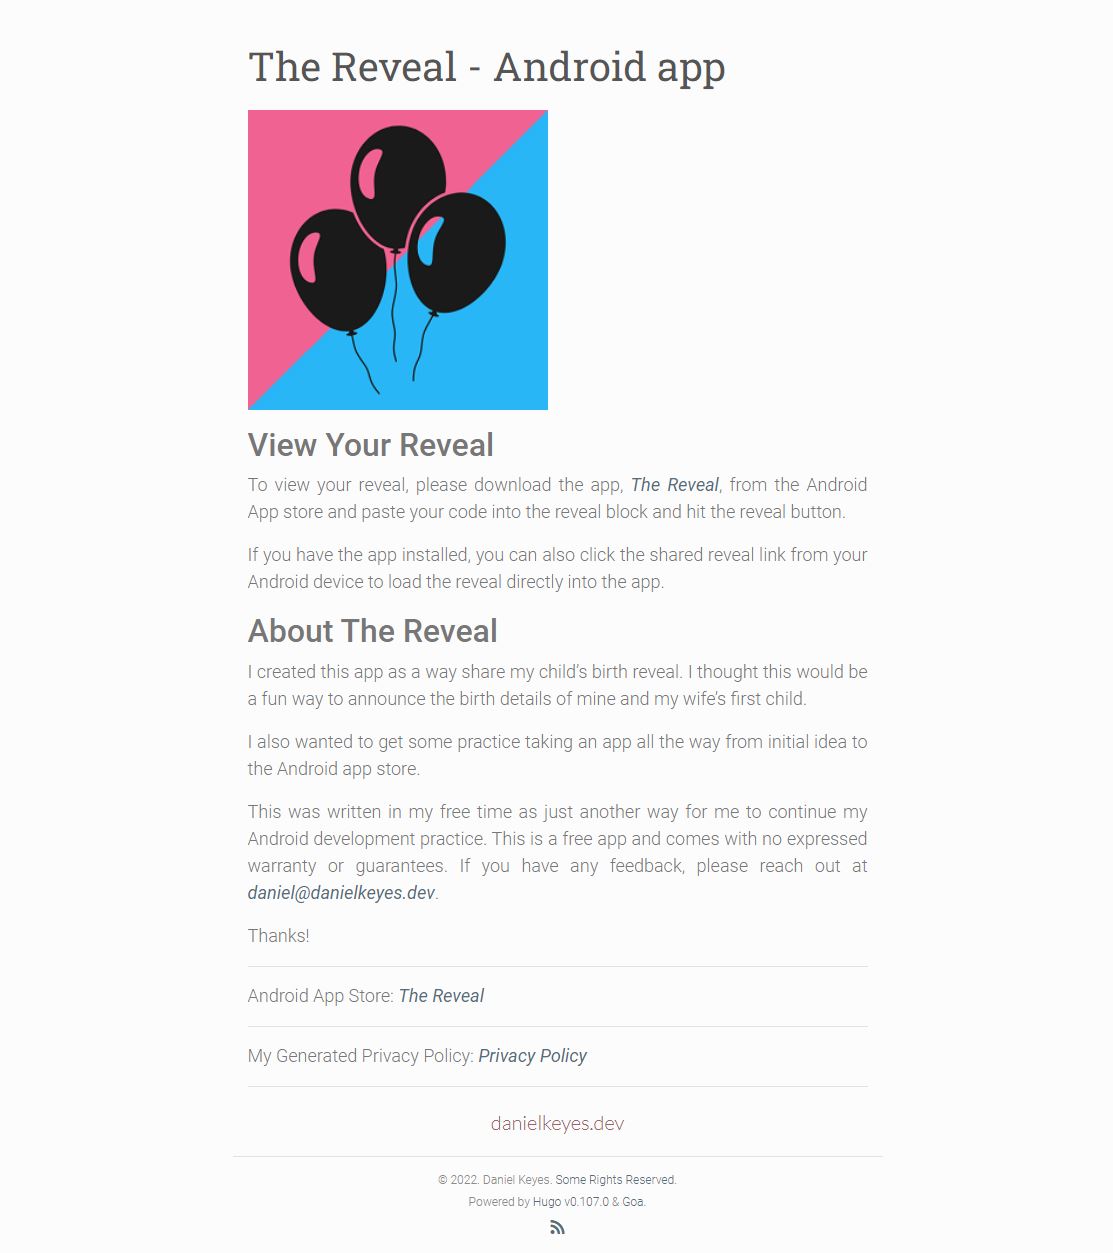 The Reveal - Android app
View Your Reveal
To view your reveal, please download the app, The Reveal, from the Android
App store and paste your code into the reveal block and hit the reveal button.
If you have the app installed, you can also click the shared reveal link from your
Android device to load the reveal directly into the app.
About The Reveal
I created this app as a way share my child's birth reveal. I thought this would be
a fun way to announce the birth details of mine and my wife's first child.
I also wanted to get some practice taking an app all the way from initial idea to
the Android app store.
This was written in my free time as just another way for me to continue my
Android development practice. This is a free app and comes with no expressed
warranty or guarantees. If you have any feedback, please reach out at
daniel@danielkeyes.dev.
Thanks!
Android App Store: The Reveal
My Generated Privacy Policy: Privacy Policy
danielkeyes.dev
© 2022. Daniel Keyes. Some Rights Reserved.
Powered by Hugo v0.107.0 & Goa.